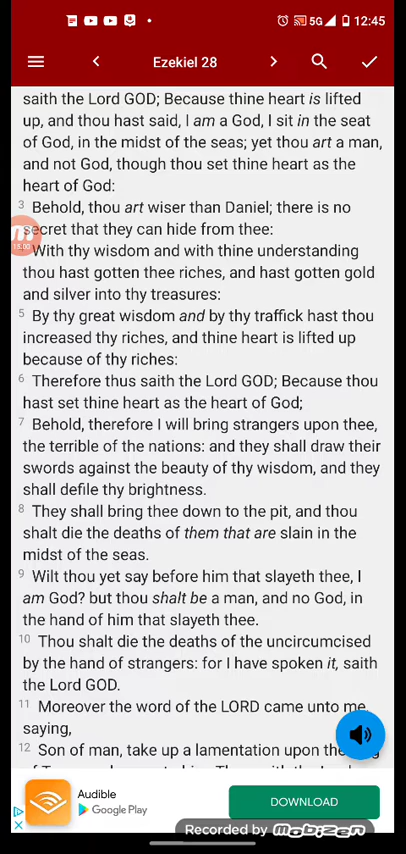 5G 12:45
Ezekiel 28
saith the Lord GOD; Because thine heart is lifted
up, and thou hast said, I am a God, I sit in the seat
of God, in the midst of the seas; yet thou art a man,
and not God, though thou set thine heart as the
heart of God:
3 Behold, thou art wiser than Daniel; there is no
secret that they can hide from thee:
With thy wisdom and with thine understanding
thou hast gotten thee riches, and hast gotten gold
and silver into thy treasures:
5 By thy great wisdom and by thy traffick hast thou
increased thy riches, and thine heart is lifted up
because of thy riches:
6 Therefore thus saith the Lord GOD; Because thou
hast set thine heart as the heart of God;
7 Behold, therefore I will bring strangers upon thee,
the terrible of the nations: and they shall draw their
swords against the beauty of thy wisdom, and they
shall defile thy brightness.
8 They shall bring thee down to the pit, and thou
shalt die the deaths of them that are slain in the
midst of the seas.
9 Wilt thou yet say before him that slayeth thee, I
am God? but thou shalt be a man, and no God, in
the hand of him that slayeth thee.
10 Thou shalt die the deaths of the uncircumcised
by the hand of strangers: for I have spoken it, saith
the Lord GOD.
11 Moreover the word of the LORD came unto me,
saying,
12 Son of man, take up a lamentation upon the
Audible
Google Play
DOWNLOAD
Recorded by mobizen